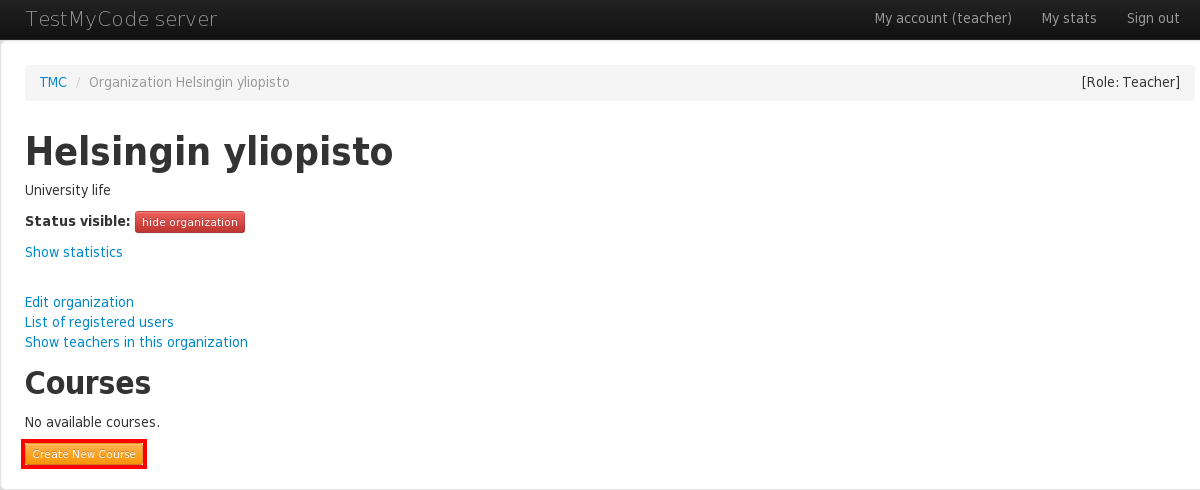 TestMyCode server My account (teacher) My stats Sign out
TMC / Organization Helsingin yliopisto [Role: Teacher]
Helsingin yliopisto
University life
Status visible: hide organization
Show statistics
Edit organization
List of registered users
Show teachers in this organization
Courses
No available courses.
Create New Course